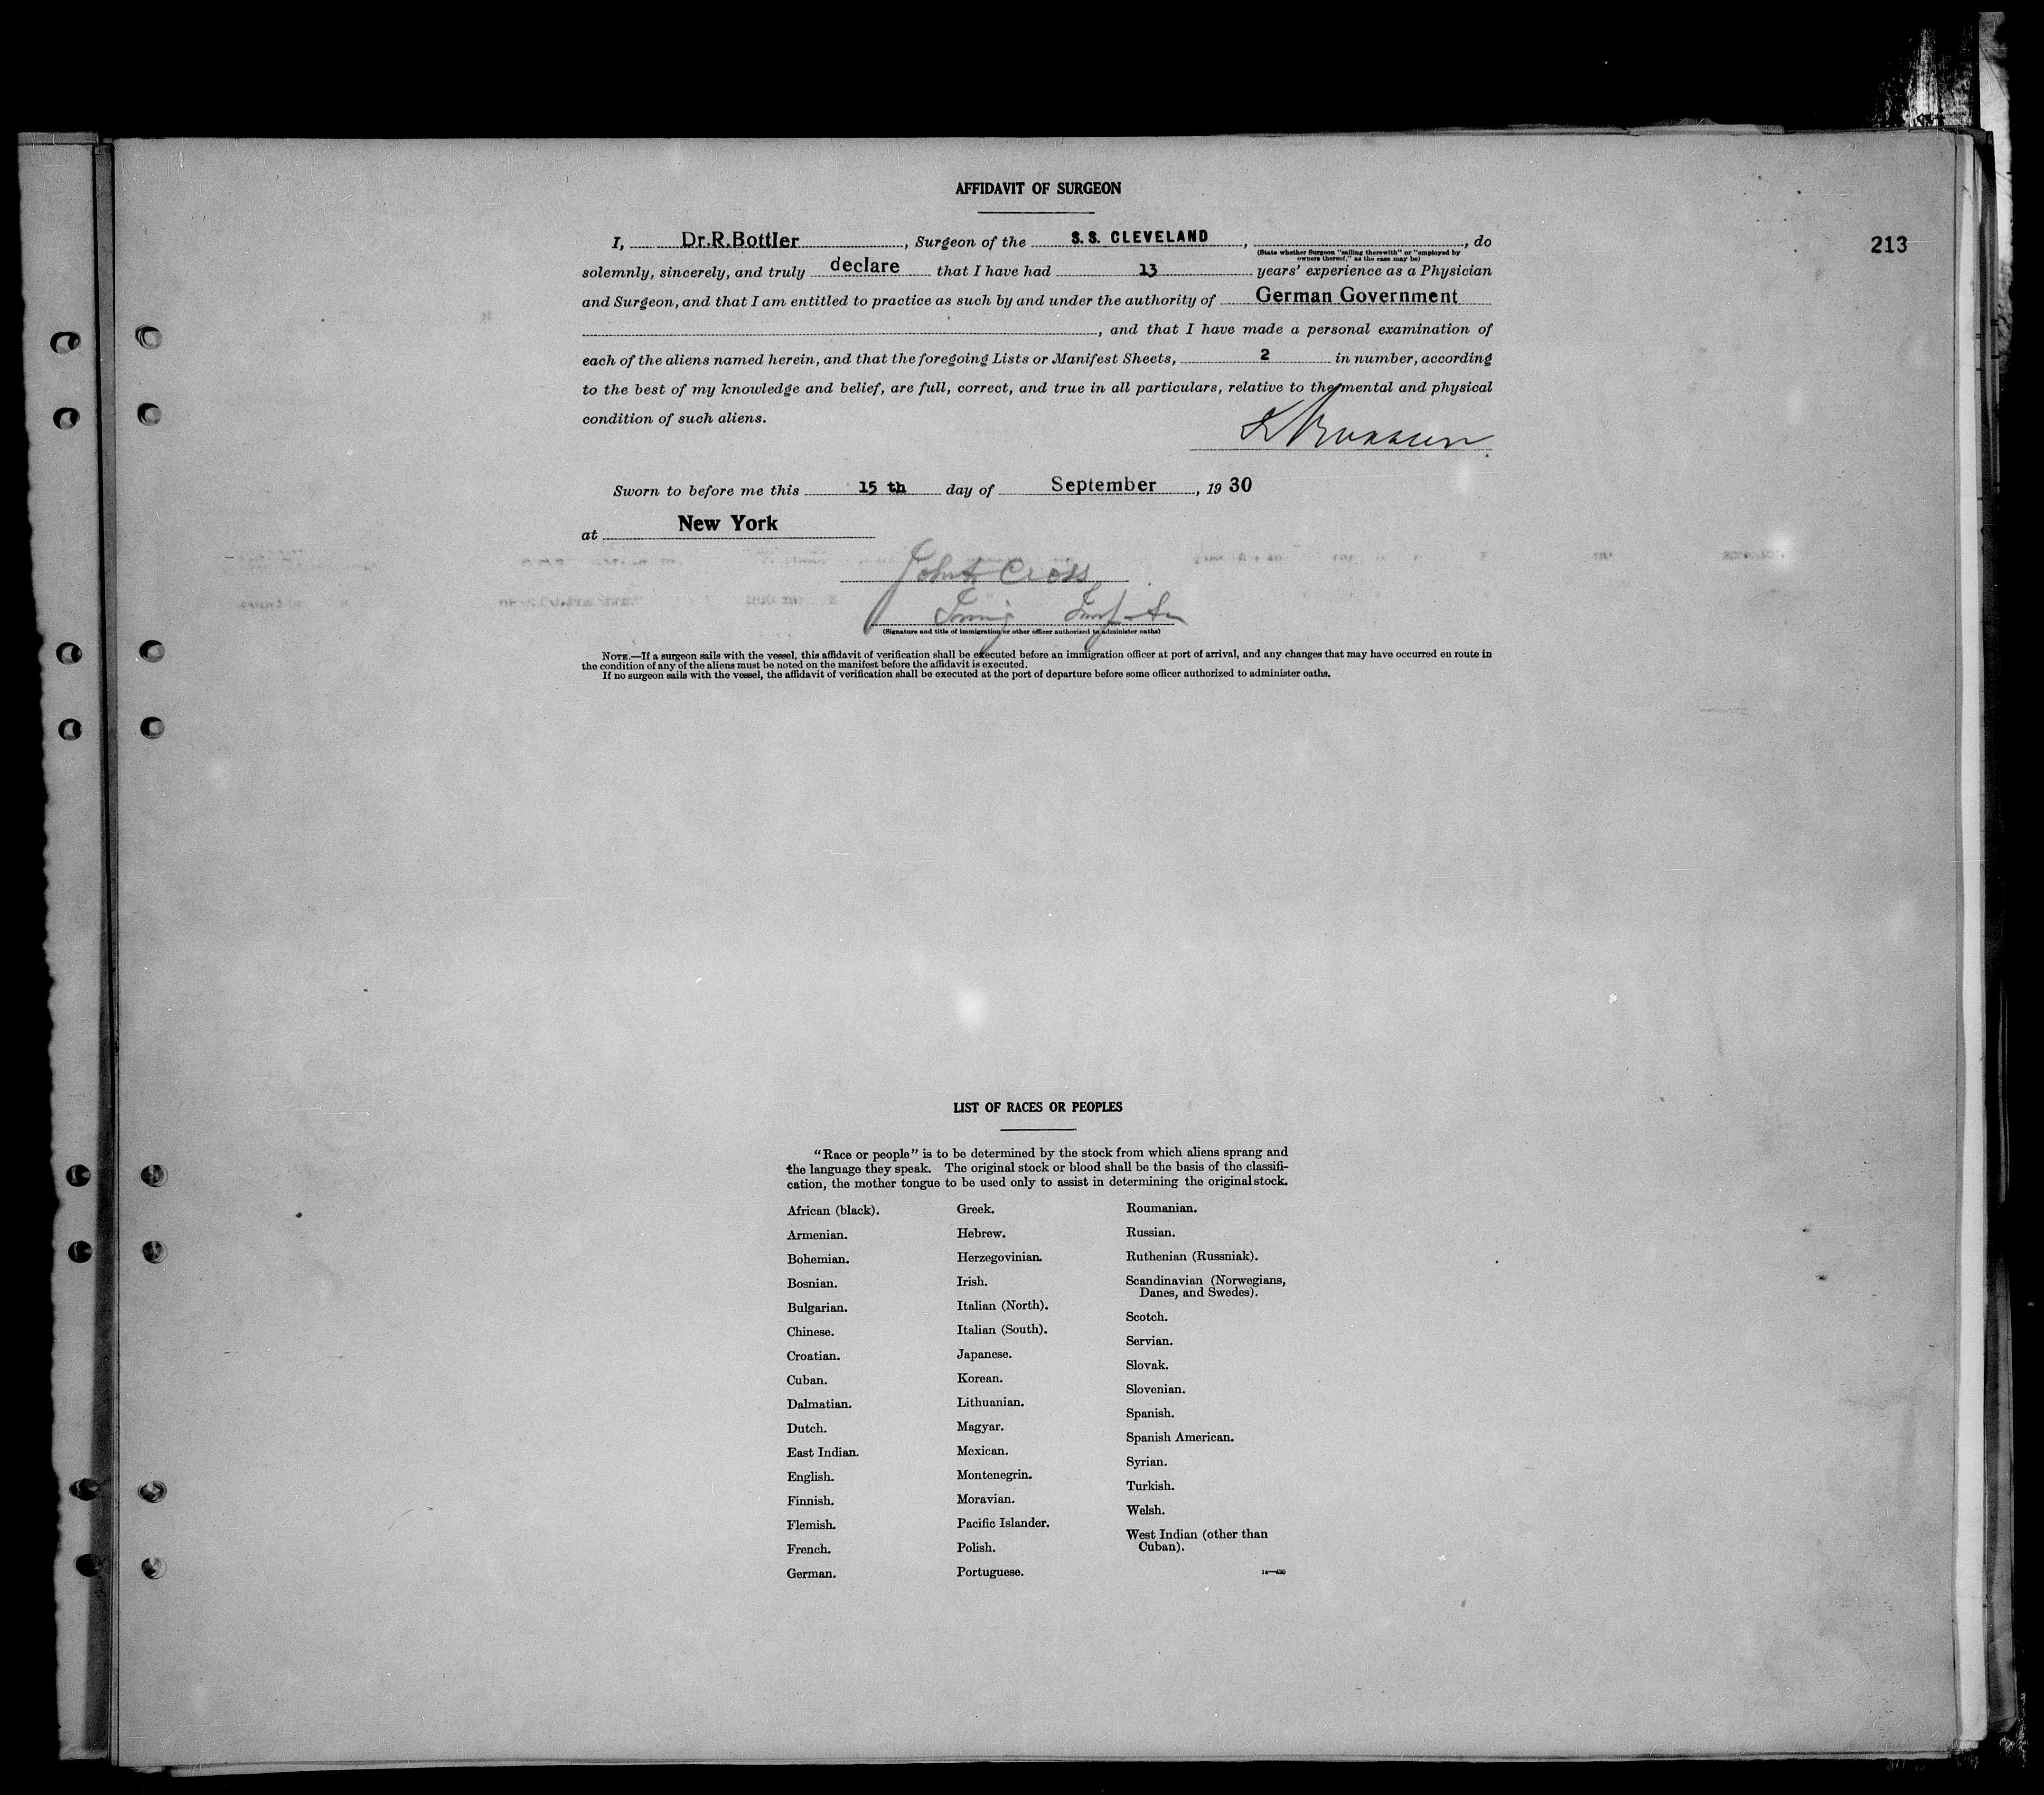 AFFIDAVIT OF SURGEON
I, Dr.R.Bottler, Surgeon of the S.S. CLEVELAND, , do
213
(State whether Surgeon "sailing therewith" or "employed by
owners thereof," as the case may be)
solemnly, sincerely, and truly declare that I have had 13 years' experience as a Physician
and Surgeon, and that I am entitled to practice as such by and under the authority of German Government
, and that I have made a personal examination of
each of the aliens named herein, and that the foregoing Lists or Manifest Sheets, 2 in number, according
to the best of my knowledge and belief, are full, correct, and true in all particulars, relative to the mental and physical
condition of such aliens.
Sworn to before me this 15 th day of September, 19 30
at New York
Cross
(Signature and title of immigration or other officer authorized to administer oaths)
NOTE.—If a surgeon sails with the vessel, this affidavit of verification shall be executed before an immigration officer at port of arrival, and any changes that may have occurred en route in
the condition of any of the aliens must be noted on the manifest before the affidavit is executed.
If no surgeon sails with the vessel, the affidavit of verification shall be executed at the port of departure before some officer authorized to administer oaths.
LIST OF RACES OR PEOPLES
"Race or people" is to be determined by the stock from which aliens sprang and
the language they speak. The original stock or blood shall be the basis of the classifi-
cation, the mother tongue to be used only to assist in determining the original stock.
African (black).
Armenian.
Bohemian.
Bosnian.
Bulgarian.
Chinese.
Croatian.
Cuban.
Dalmatian.
Dutch.
East Indian.
English.
Finnish.
Flemish.
French.
German.
Greek.
Hebrew.
Herzegovinian.
Irish.
Italian (North).
Italian (South).
Japanese.
Korean.
Lithuanian.
Magyar.
Mexican.
Montenegrin.
Moravian.
Pacific Islander.
Polish.
Portuguese.
Roumanian.
Russian.
Ruthenian (Russniak).
Scandinavian (Norwegians,
Danes, and Swedes).
Scotch.
Servian.
Slovak.
Slovenian.
Spanish.
Spanish American.
Syrian.
Turkish.
Welsh.
West Indian (other than
Cuban).